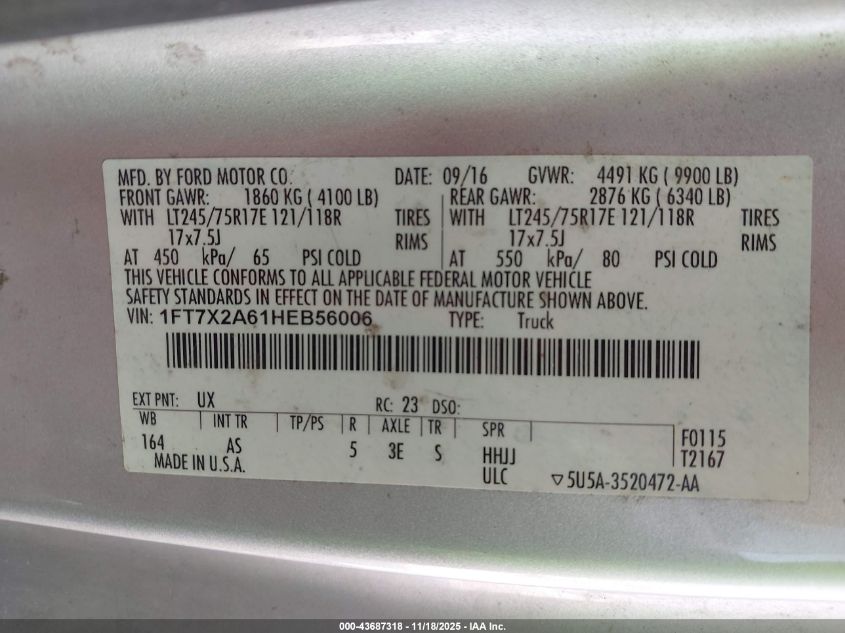 MFD. BY FORD MOTOR CO. DATE: 09/16 GVWR: 4491 KG ( 9900 LB)
FRONT GAWR: 1860 KG ( 4100 LB) REAR GAWR: 2876 KG ( 6340 LB)
WITH LT245/75R17E 121/118R TIRES WITH LT245/75R17E 121/118R TIRES
17x7.5J RIMS 17x7.5J RIMS
AT 450 kPa/ 65 PSI COLD AT 550 kPa/ 80 PSI COLD
THIS VEHICLE CONFORMS TO ALL APPLICABLE FEDERAL MOTOR VEHICLE
SAFETY STANDARDS IN EFFECT ON THE DATE OF MANUFACTURE SHOWN ABOVE.
VIN: 1FT7X2A61HEB56006 TYPE: Truck
EXT PNT: UX RC: 23 DSO:
WB INT TR TP/PS R AXLE TR SPR F0115
164 AS 5 3E S HHJJ T2167
MADE IN U.S.A. ULC ▽5U5A-3520472-AA
000-43687318 - 11/18/2025 - IAA Inc.